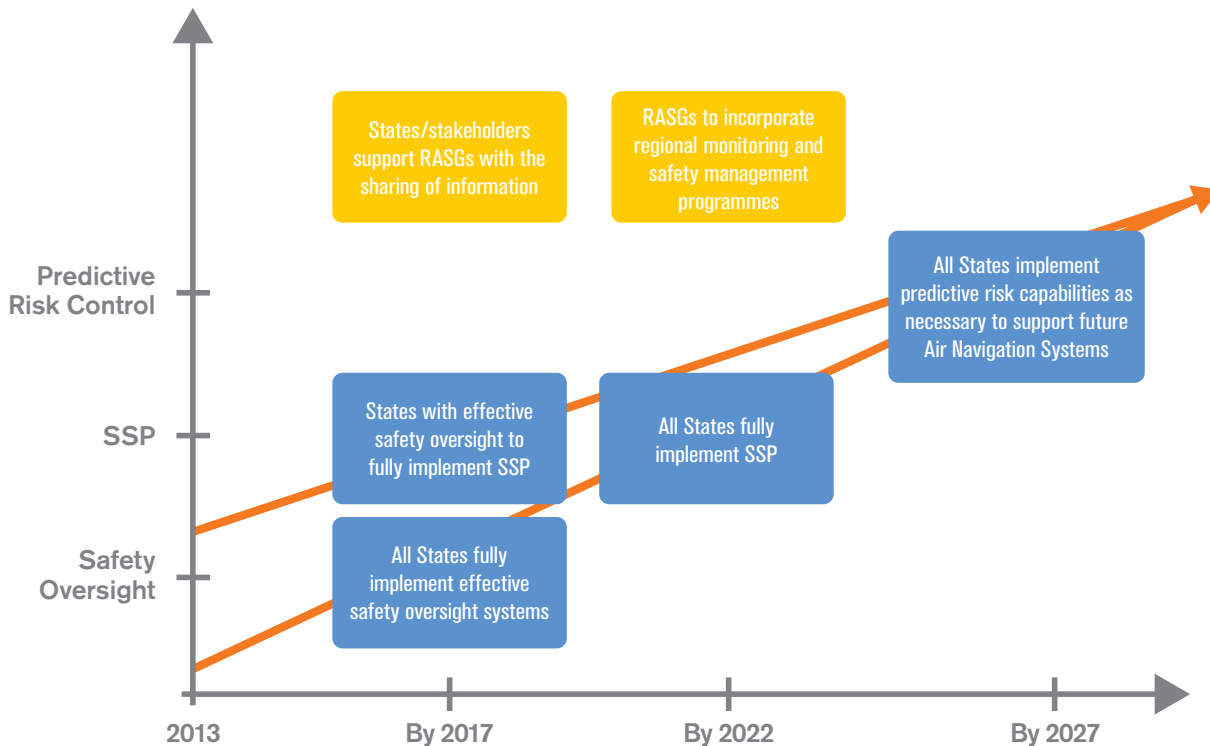 States/stakeholders
support RASGs with the
sharing of information
RASGs to incorporate
regional monitoring and
safety management
programmes
Predictive
Risk Control
All States implement
predictive risk capabilities as
necessary to support future
Air Navigation Systems
SSP
States with effective
safety oversight to
fully implement SSP
All States fully
implement SSP
Safety
Oversight
All States fully
implement effective
safety oversight systems
2013
By 2017
By 2022
By 2027